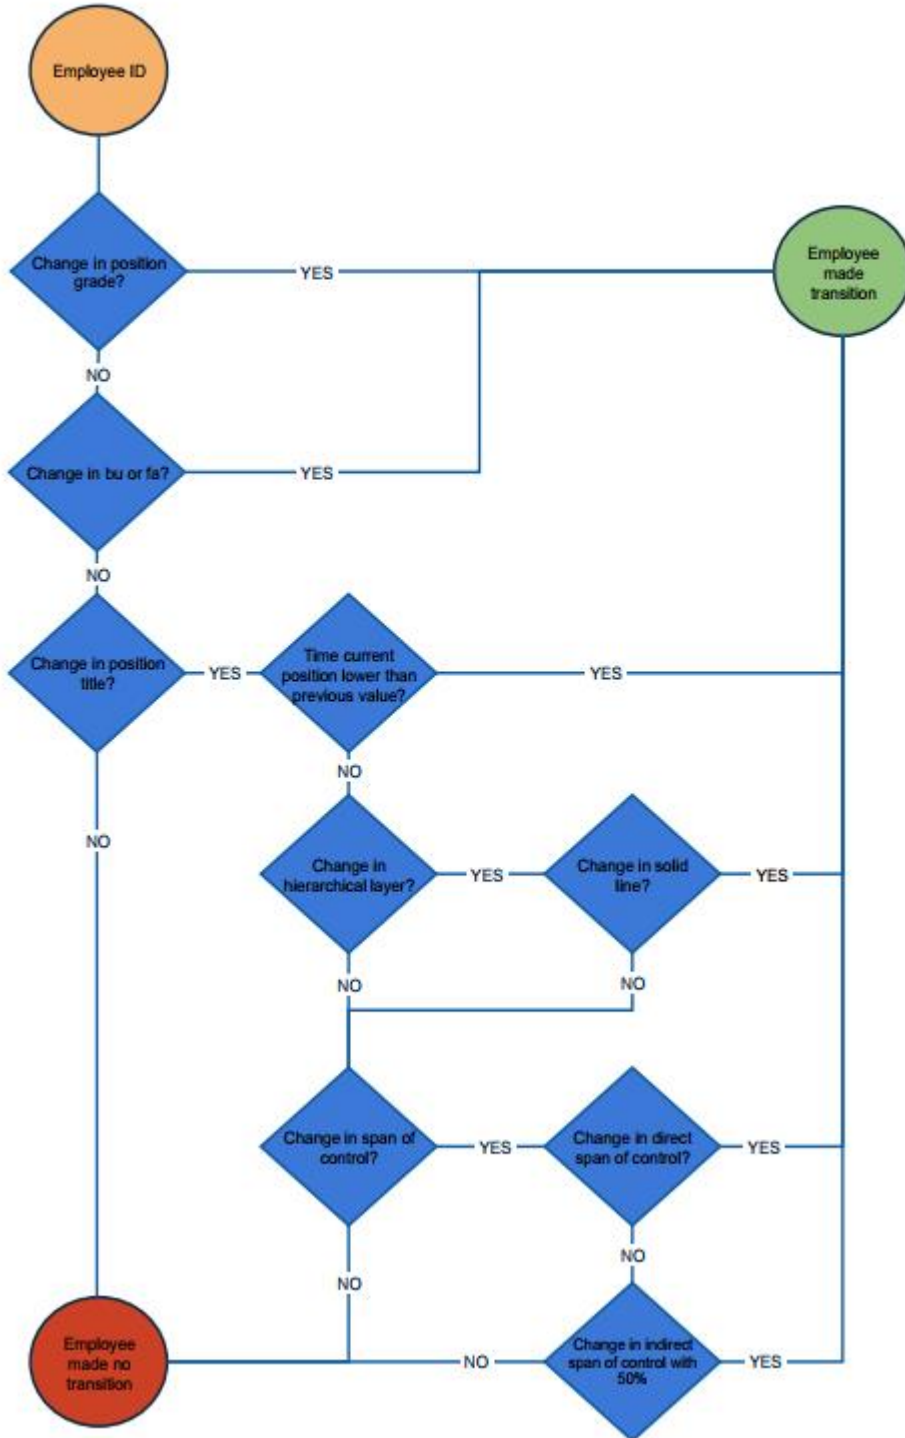 Employee ID
Change in position
grade?
YES
Employee
made
transition
NO
Change in bu or fa?
YES
NO
Change in position
title?
YES
Time current
position lower than
previous value?
YES
NO
NO
Change in
hierarchical layer?
YES
Change in solid
line?
YES
NO
NO
Change in span of
control?
YES
Change in direct
span of control?
YES
NO
NO
Employee
made no
transition
NO
Change in indirect
span of control with
50%
YES